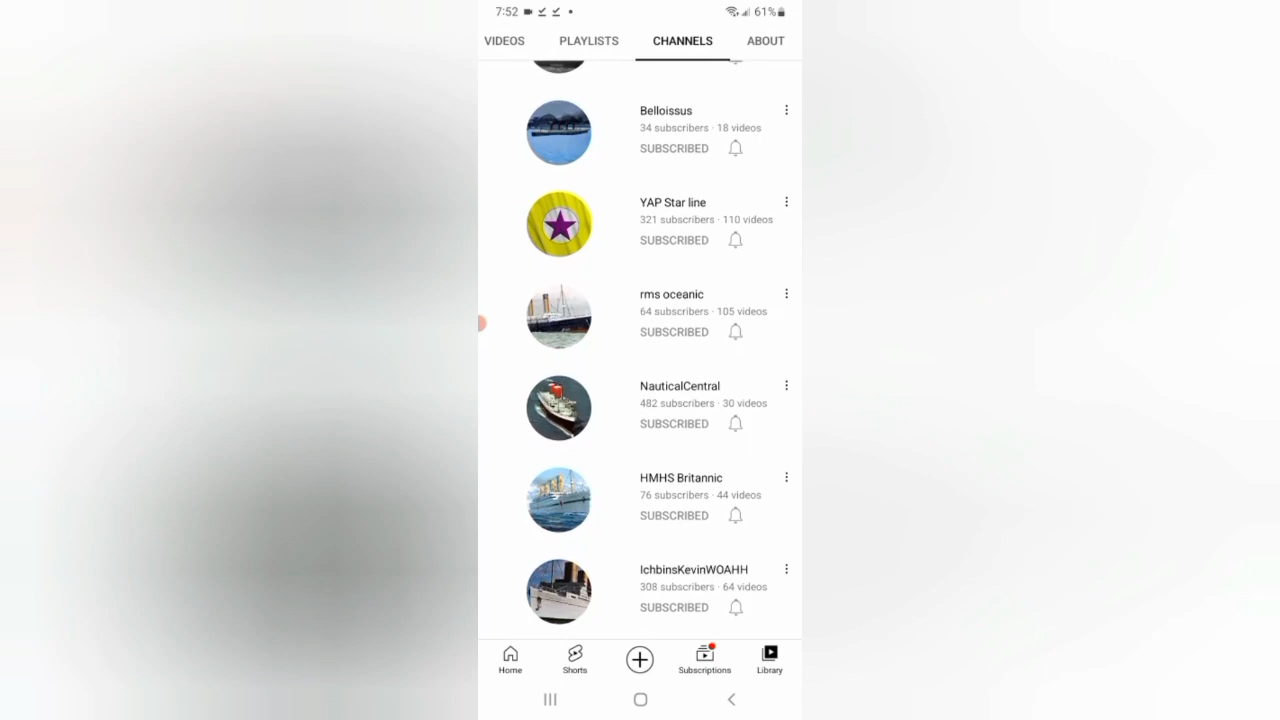 7:52 61%
VIDEOS PLAYLISTS CHANNELS ABOUT
Belloissus
34 subscribers · 18 videos
SUBSCRIBED
YAP Star line
321 subscribers · 110 videos
SUBSCRIBED
rms oceanic
64 subscribers · 105 videos
SUBSCRIBED
NauticalCentral
482 subscribers · 30 videos
SUBSCRIBED
HMHS Britannic
76 subscribers · 44 videos
SUBSCRIBED
IchbinsKevinWOAHH
308 subscribers · 64 videos
SUBSCRIBED
Home Shorts Subscriptions Library